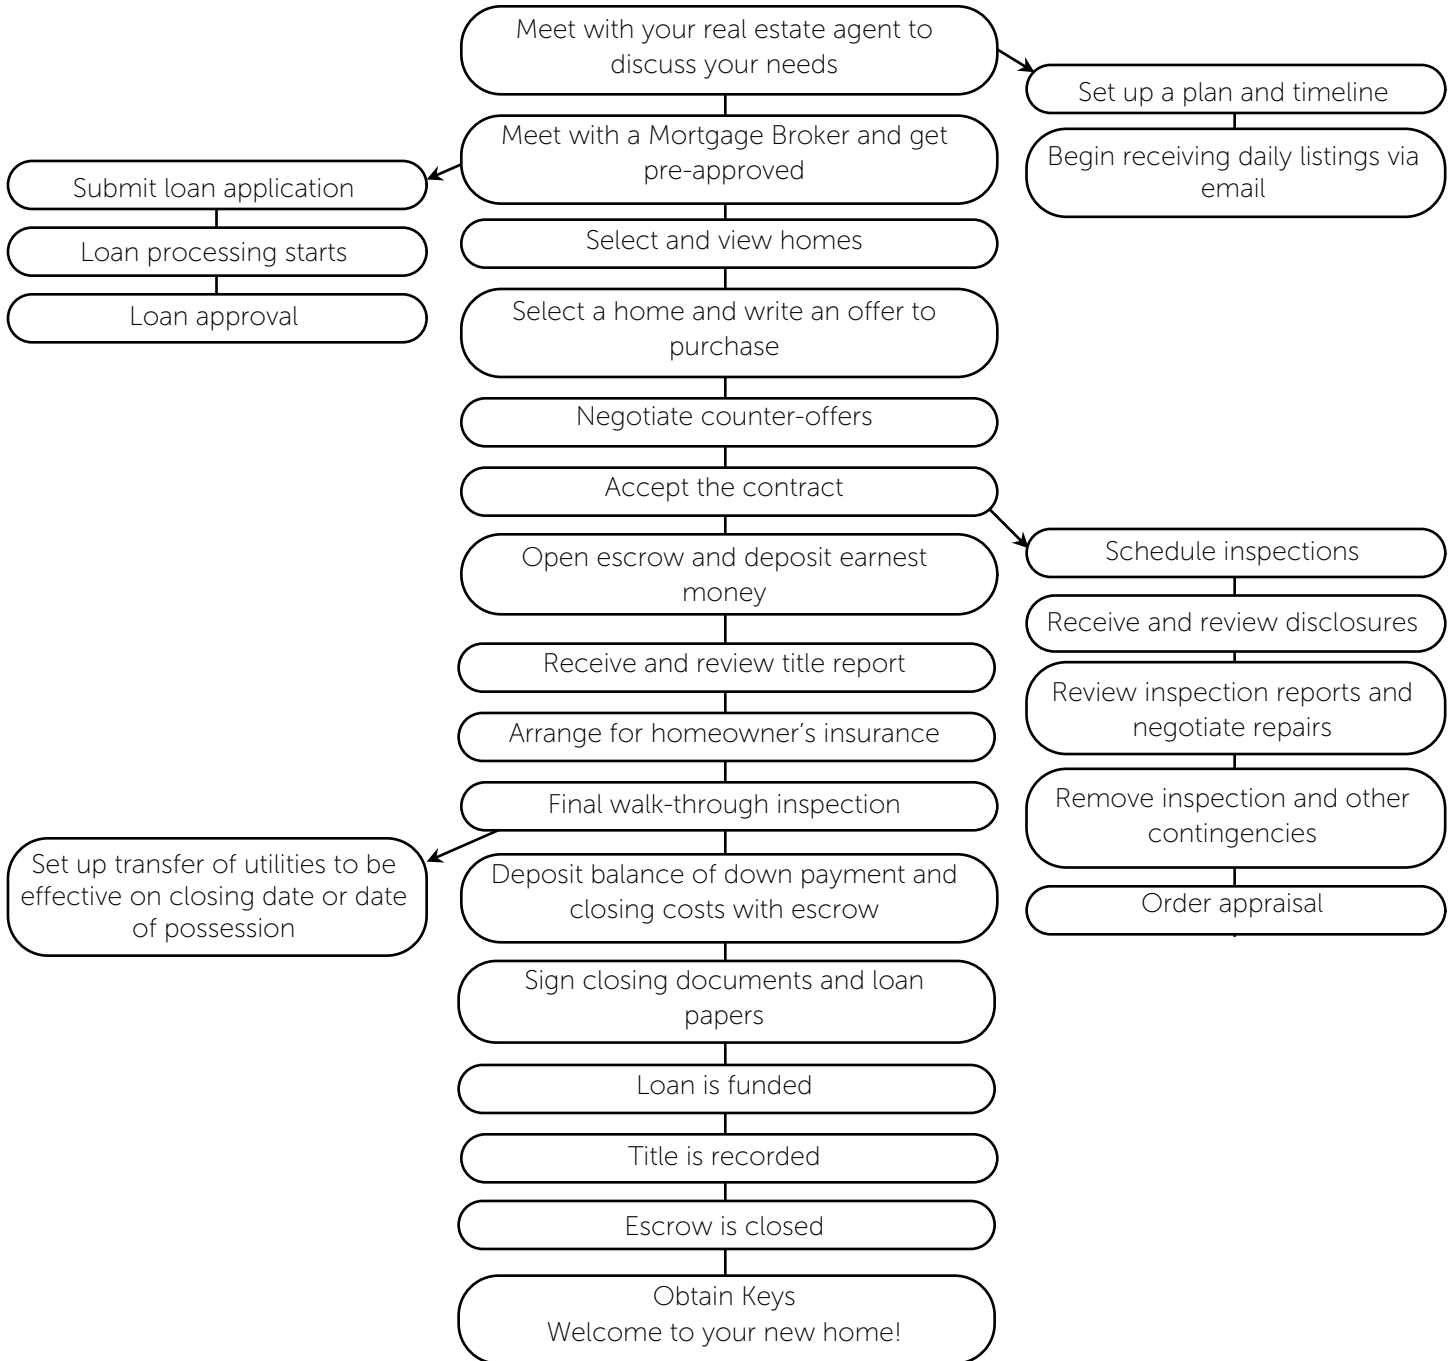 Meet with your real estate agent to
discuss your needs
Set up a plan and timeline
Begin receiving daily listings via
email
Meet with a Mortgage Broker and get
pre-approved
Submit loan application
Loan processing starts
Loan approval
Select and view homes
Select a home and write an offer to
purchase
Negotiate counter-offers
Accept the contract
Schedule inspections
Receive and review disclosures
Review inspection reports and
negotiate repairs
Remove inspection and other
contingencies
Order appraisal
Open escrow and deposit earnest
money
Receive and review title report
Arrange for homeowner’s insurance
Final walk-through inspection
Set up transfer of utilities to be
effective on closing date or date
of possession
Deposit balance of down payment and
closing costs with escrow
Sign closing documents and loan
papers
Loan is funded
Title is recorded
Escrow is closed
Obtain Keys
Welcome to your new home!